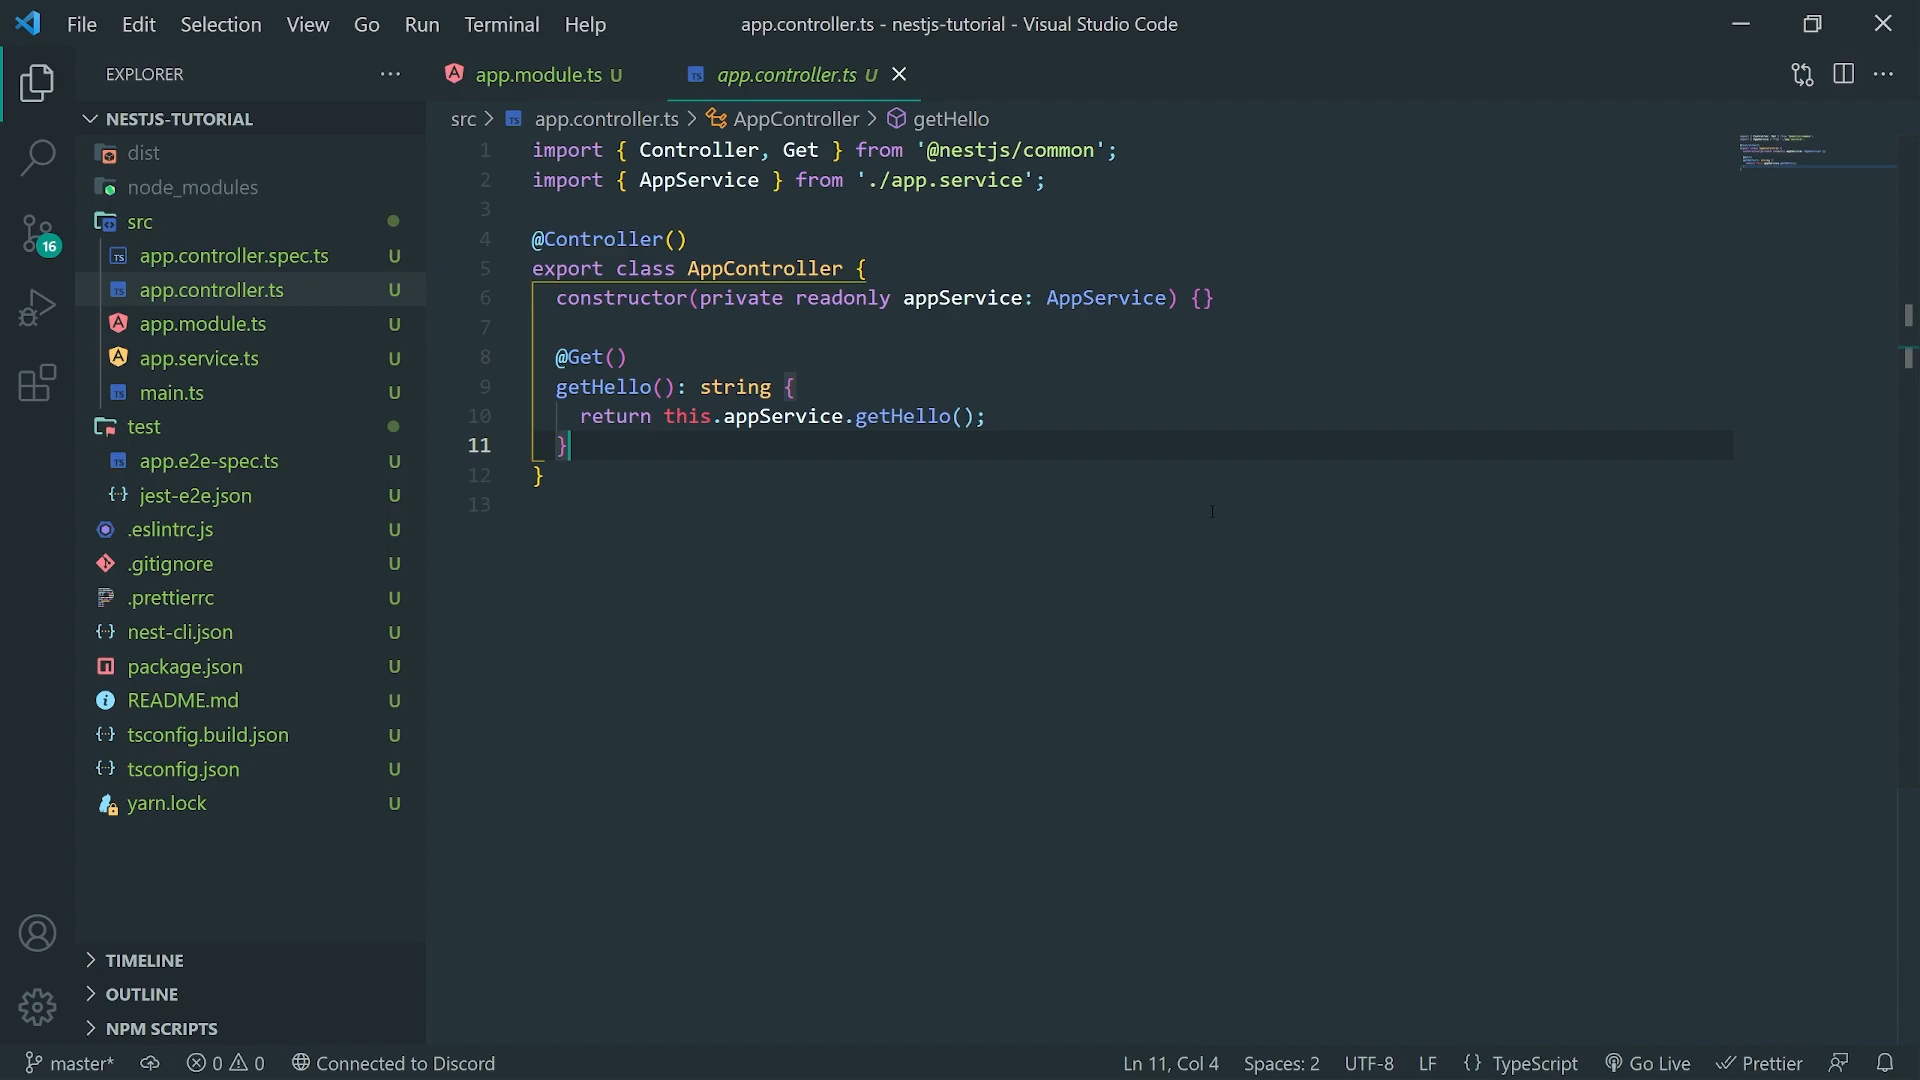 File Edit Selection View Go Run Terminal Help
app.controller.ts - nestjs-tutorial - Visual Studio Code
EXPLORER
app.module.ts U
app.controller.ts U
NESTJS-TUTORIAL
src > app.controller.ts > AppController > getHello
dist
node_modules
src
app.controller.spec.ts U
app.controller.ts U
app.module.ts U
app.service.ts U
main.ts U
test
app.e2e-spec.ts U
jest-e2e.json U
.eslintrc.js U
.gitignore U
.prettierrc U
nest-cli.json U
package.json U
README.md U
tsconfig.build.json U
tsconfig.json U
yarn.lock U
16
TIMELINE
OUTLINE
NPM SCRIPTS
1 import { Controller, Get } from '@nestjs/common';
2 import { AppService } from './app.service';
3
4 @Controller()
5 export class AppController {
6 constructor(private readonly appService: AppService) {}
7
8 @Get()
9 getHello(): string {
10 return this.appService.getHello();
11 }
12 }
13
master* 0 0 Connected to Discord
Ln 11, Col 4 Spaces: 2 UTF-8 LF {} TypeScript Go Live Prettier